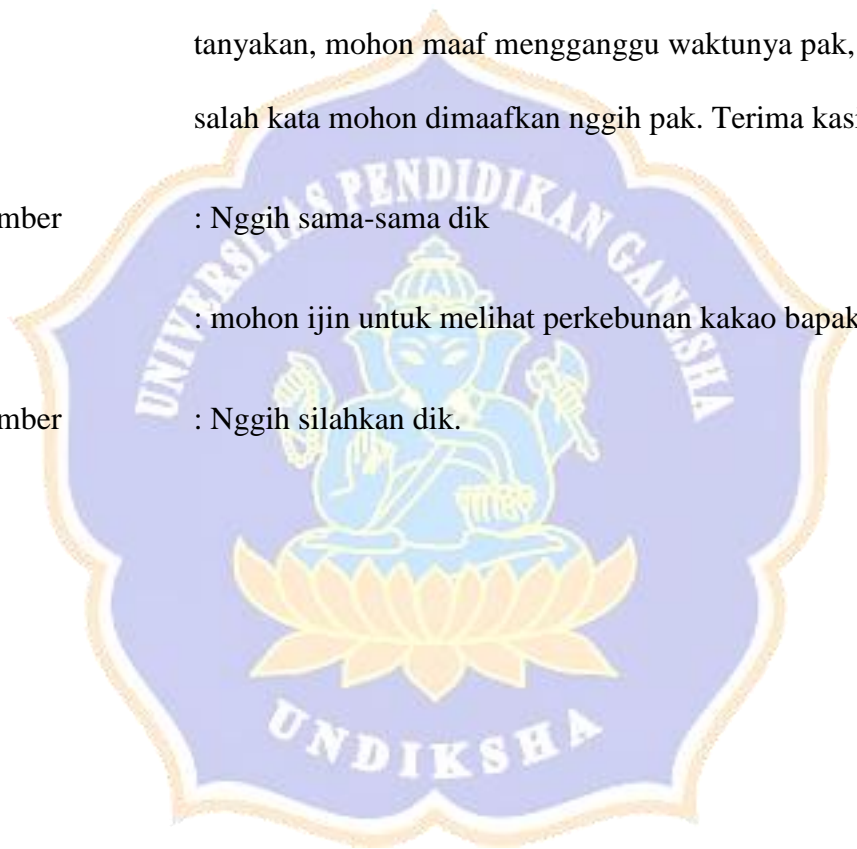 tanyakan, mohon maaf mengganggu waktunya pak,
salah kata mohon dimaafkan nggih pak. Terima
mber : Nggih sama-sama dik
: mohon ijin untuk melihat perkebunan kakao bapak
mber : Nggih silahkan dik.
UNIVERSITAS PENDIDIKAN GANESHA
UNDIKSHA